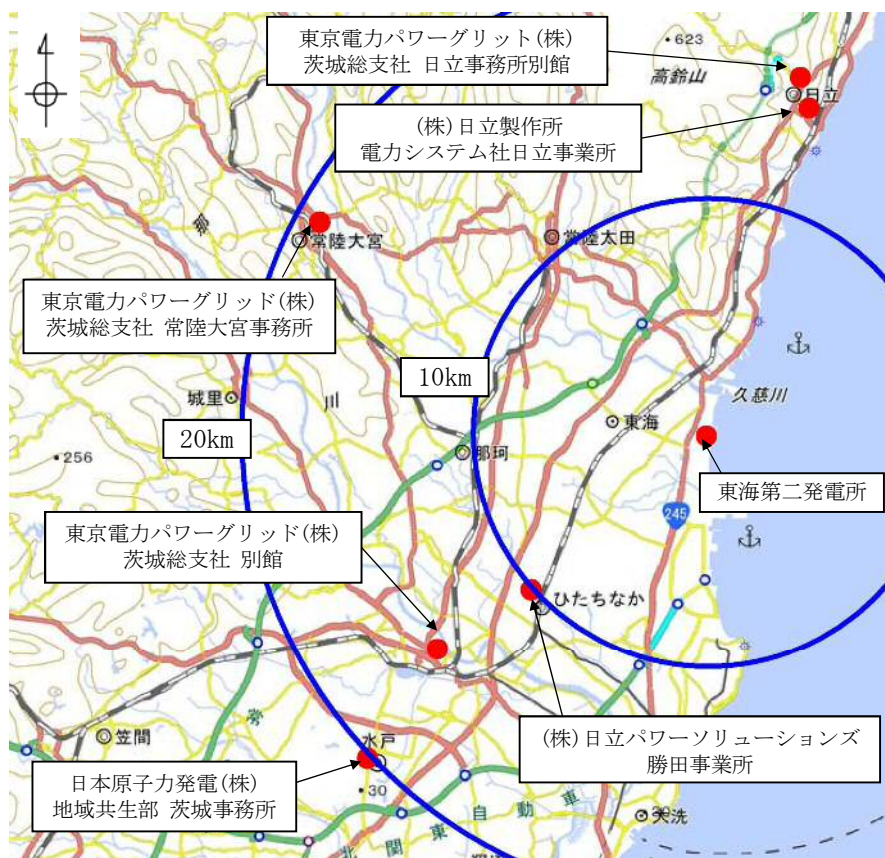 東京電力パワーグリット(株)
茨城総支社 日立事務所別館
・623
高鈴山
日立
(株)日立製作所
電力システム社日立事業所
常陸大宮
常陸太田
東京電力パワーグリッド(株)
茨城総支社 常陸大宮事務所
10km
城里
川
東海
久慈川
20km
那珂
・256
東海第二発電所
東京電力パワーグリッド(株)
茨城総支社 別館
245
ひたちなか
常
(株)日立パワーソリューションズ
勝田事業所
笠間
水戸
日本原子力発電(株)
地域共生部 茨城事務所
・30
北関東自動車
大洗